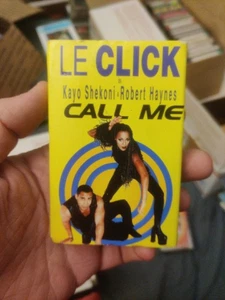 LE CLICK
Kayo Shekoni & Robert Haynes
CALL ME